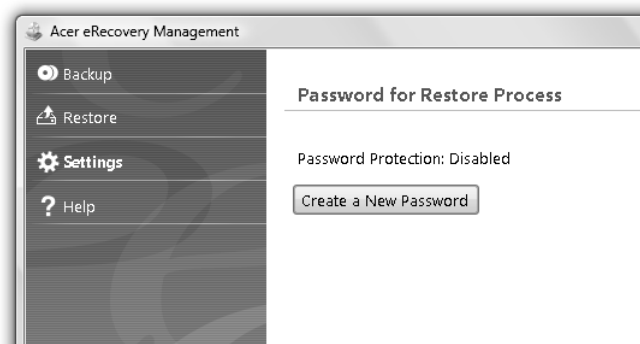 Acer eRecovery Management
Backup
Restore
Settings
Help
Password for Restore Process
Password Protection: Disabled
Create a New Password